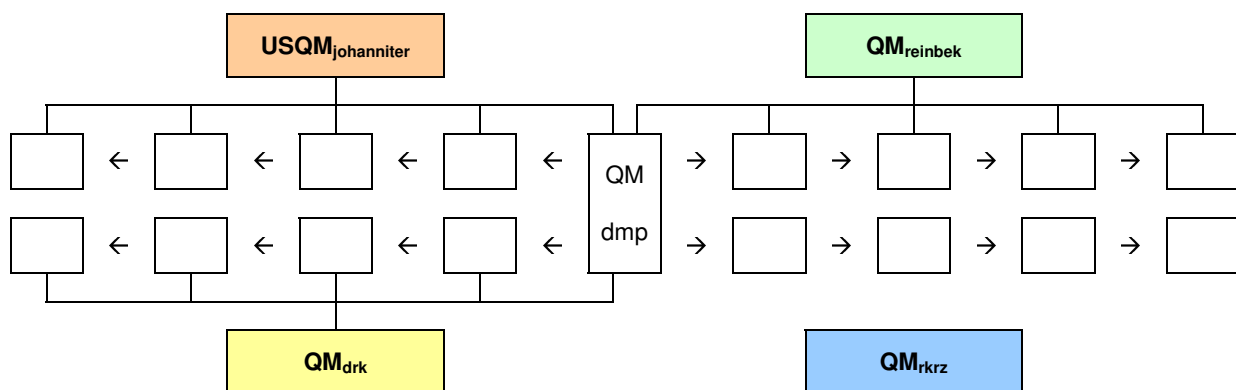 USQMjohanniter
QMreinbek
QM
dmp
QMdrk
QMrkrz